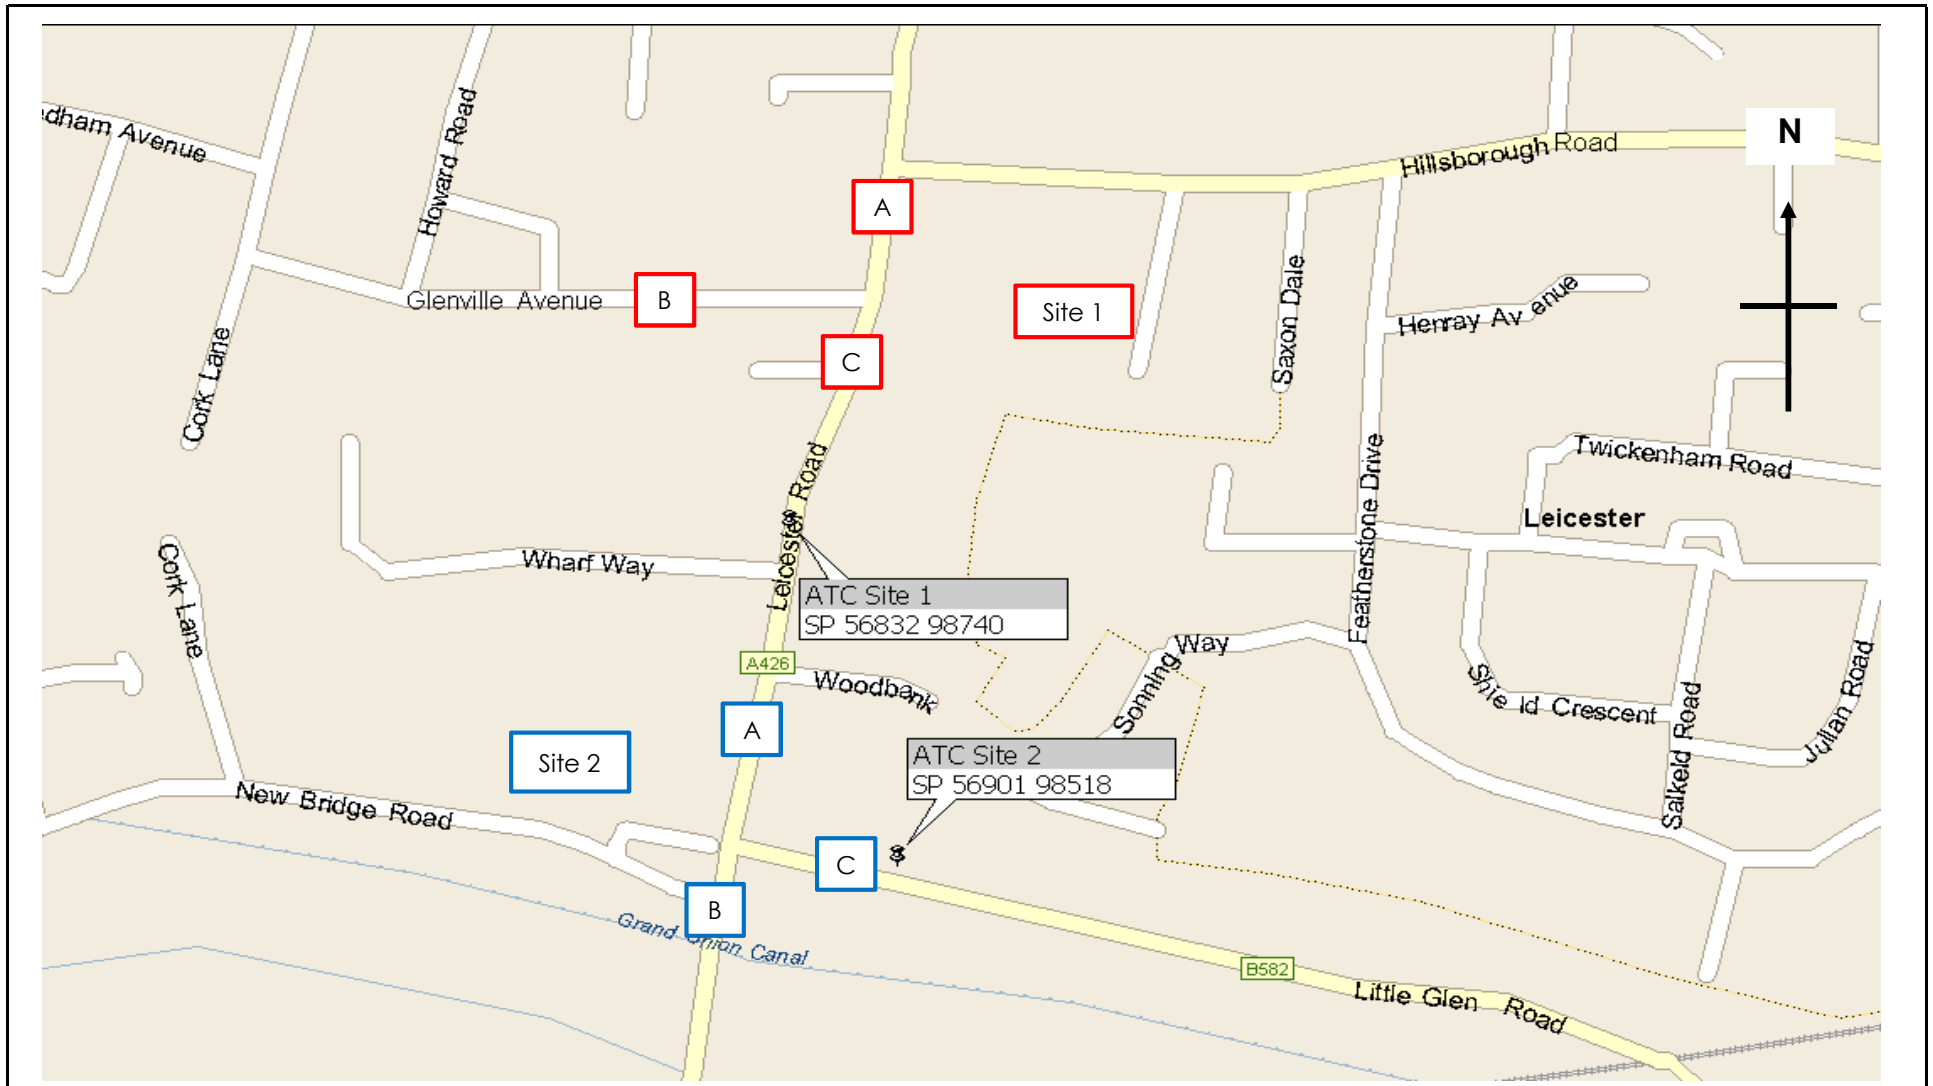 N
dham Avenue
Howard Road
Hillsborough Road
A
Glenville Avenue
B
Site 1
Saxon Dale
Henray Avenue
C
Cork Lane
Leicester Road
Featherstone Drive
Twickenham Road
Leicester
Wharf Way
Cork Lane
ATC Site 1
SP 56832 98740
A426
Woodbank
Sonning Way
Shie ld Crescent
Salkeld Road
Julian Road
A
Site 2
ATC Site 2
SP 56901 98518
New Bridge Road
C
B
Grand Union Canal
B582
Little Glen Road